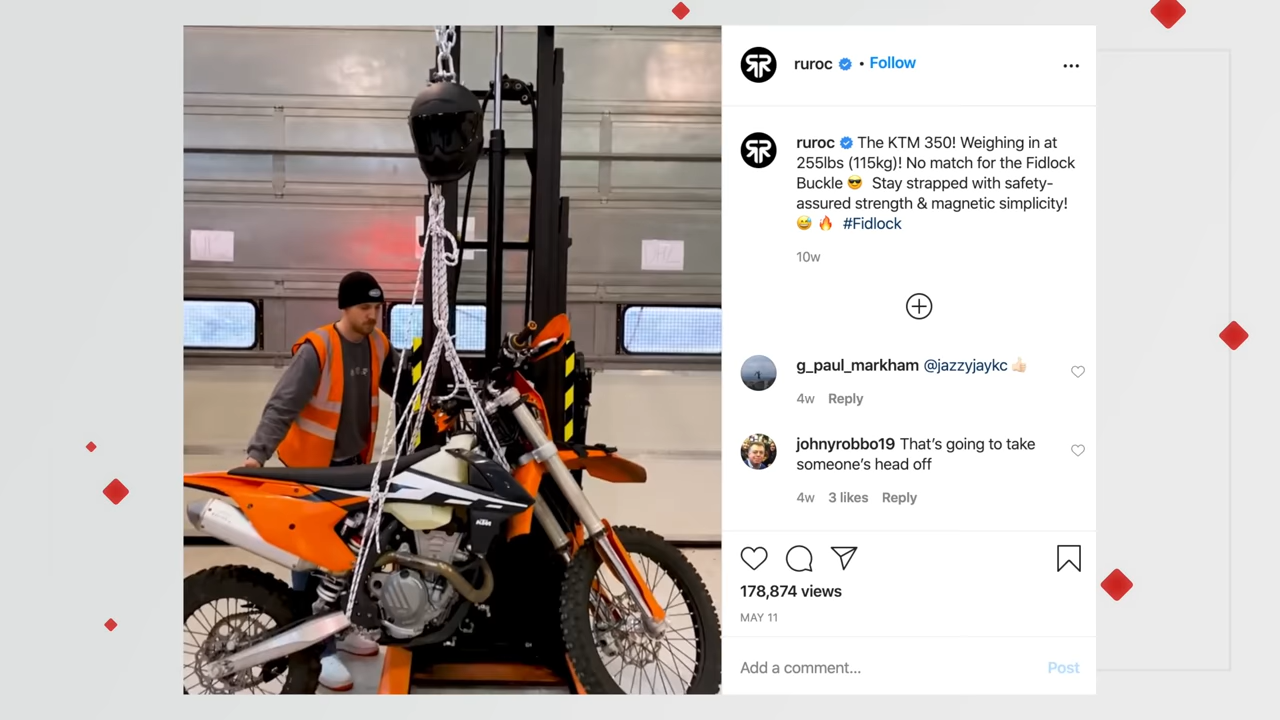 ruroc • Follow
ruroc The KTM 350! Weighing in at
255lbs (115kg)! No match for the Fidlock
Buckle 😎 Stay strapped with safety-
assured strength & magnetic simplicity!
😅 🔥 #Fidlock
10w
g_paul_markham @jazzyjaykc 👍🏻
4w Reply
johnyrobbo19 That’s going to take
someone’s head off
4w 3 likes Reply
178,874 views
MAY 11
Add a comment... Post
KTM